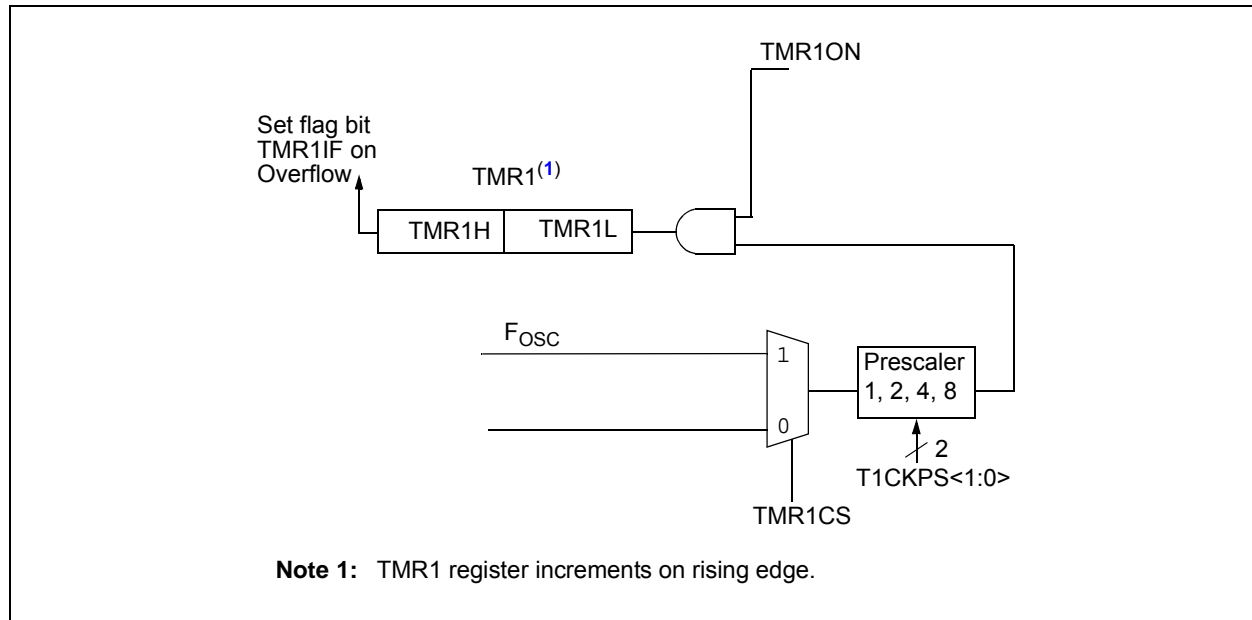 TMR1ON
Set flag bit
TMR1IF on
Overflow
TMR1(1)
TMR1H
TMR1L
FOSC
1
Prescaler
1, 2, 4, 8
0
2
T1CKPS<1:0>
TMR1CS
Note 1: TMR1 register increments on rising edge.